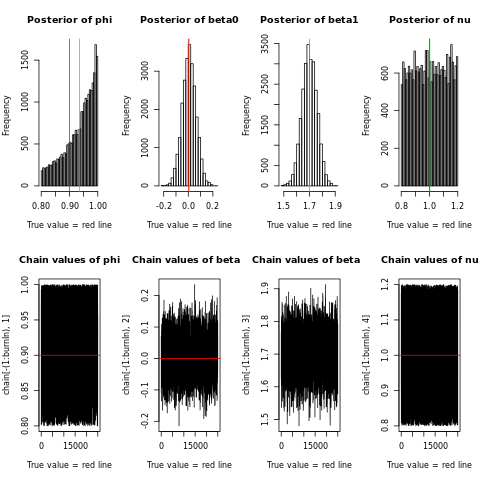 Posterior of phi
Posterior of beta0
Posterior of beta1
Posterior of nu
Frequency
0 500 1000 1500
0.80 0.90 1.00
True value = red line
Frequency
0 1000 3000
-0.2 0.0 0.2
True value = red line
Frequency
0 500 1500 2500 3500
1.5 1.7 1.9
True value = red line
Frequency
0 200 400 600
0.8 1.0 1.2
True value = red line
Chain values of phi
Chain values of beta
Chain values of beta
Chain values of nu
chain[-(1:burnIn), 1]
0.80 0.85 0.90 0.95 1.00
0 15000
True value = red line
chain[-(1:burnIn), 2]
-0.2 -0.1 0.0 0.1 0.2
0 15000
True value = red line
chain[-(1:burnIn), 3]
1.5 1.6 1.7 1.8 1.9
0 15000
True value = red line
chain[-(1:burnIn), 4]
0.8 0.9 1.0 1.1 1.2
0 15000
True value = red line